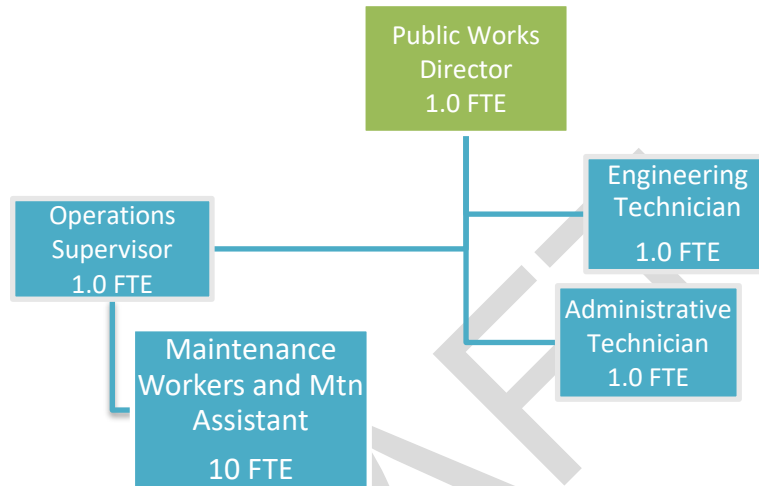 Public Works
Director
1.0 FTE
Engineering
Technician
1.0 FTE
Operations
Supervisor
1.0 FTE
Administrative
Technician
1.0 FTE
Maintenance
Workers and Mtn
Assistant
10 FTE